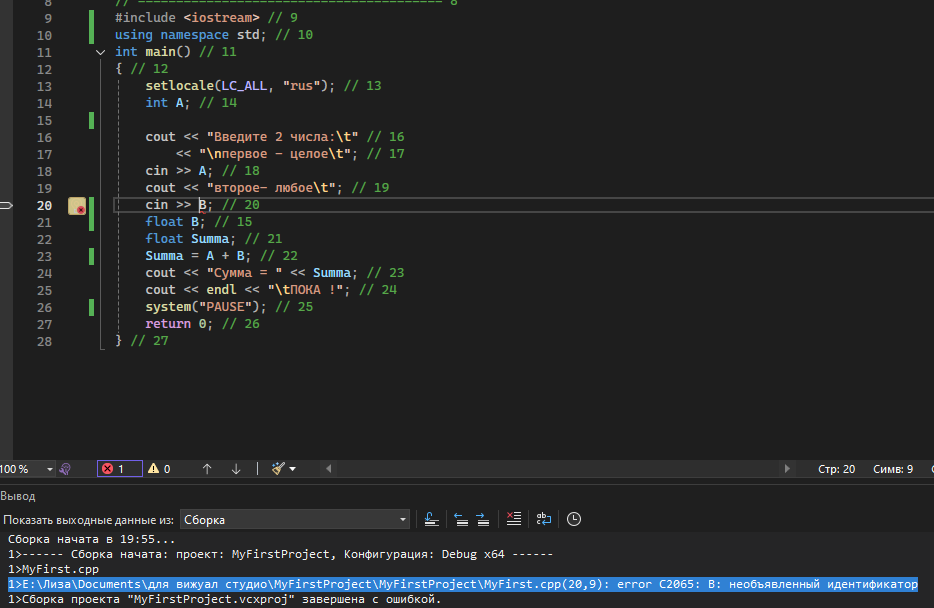 8 // ---------------------------------------- 8
9 #include <iostream> // 9
10 using namespace std; // 10
11 int main() // 11
12 { // 12
13 setlocale(LC_ALL, "rus"); // 13
14 int A; // 14
15
16 cout << "Введите 2 числа:\t" // 16
17 << "\nпервое - целое\t"; // 17
18 cin >> A; // 18
19 cout << "второе- любое\t"; // 19
20 cin >> B; // 20
21 float B; // 15
22 float Summa; // 21
23 Summa = A + B; // 22
24 cout << "Сумма = " << Summa; // 23
25 cout << endl << "\tПОКА !"; // 24
26 system("PAUSE"); // 25
27 return 0; // 26
28 } // 27
100 % 1 0 Стр: 20 Симв: 9
Вывод
Показать выходные данные из: Сборка
Сборка начата в 19:55...
1>------ Сборка начата: проект: MyFirstProject, Конфигурация: Debug x64 ------
1>MyFirst.cpp
1>E:\Лиза\Documents\для вижуал студио\MyFirstProject\MyFirstProject\MyFirst.cpp(20,9): error C2065: B: необъявленный идентификатор
1>Сборка проекта "MyFirstProject.vcxproj" завершена с ошибкой.